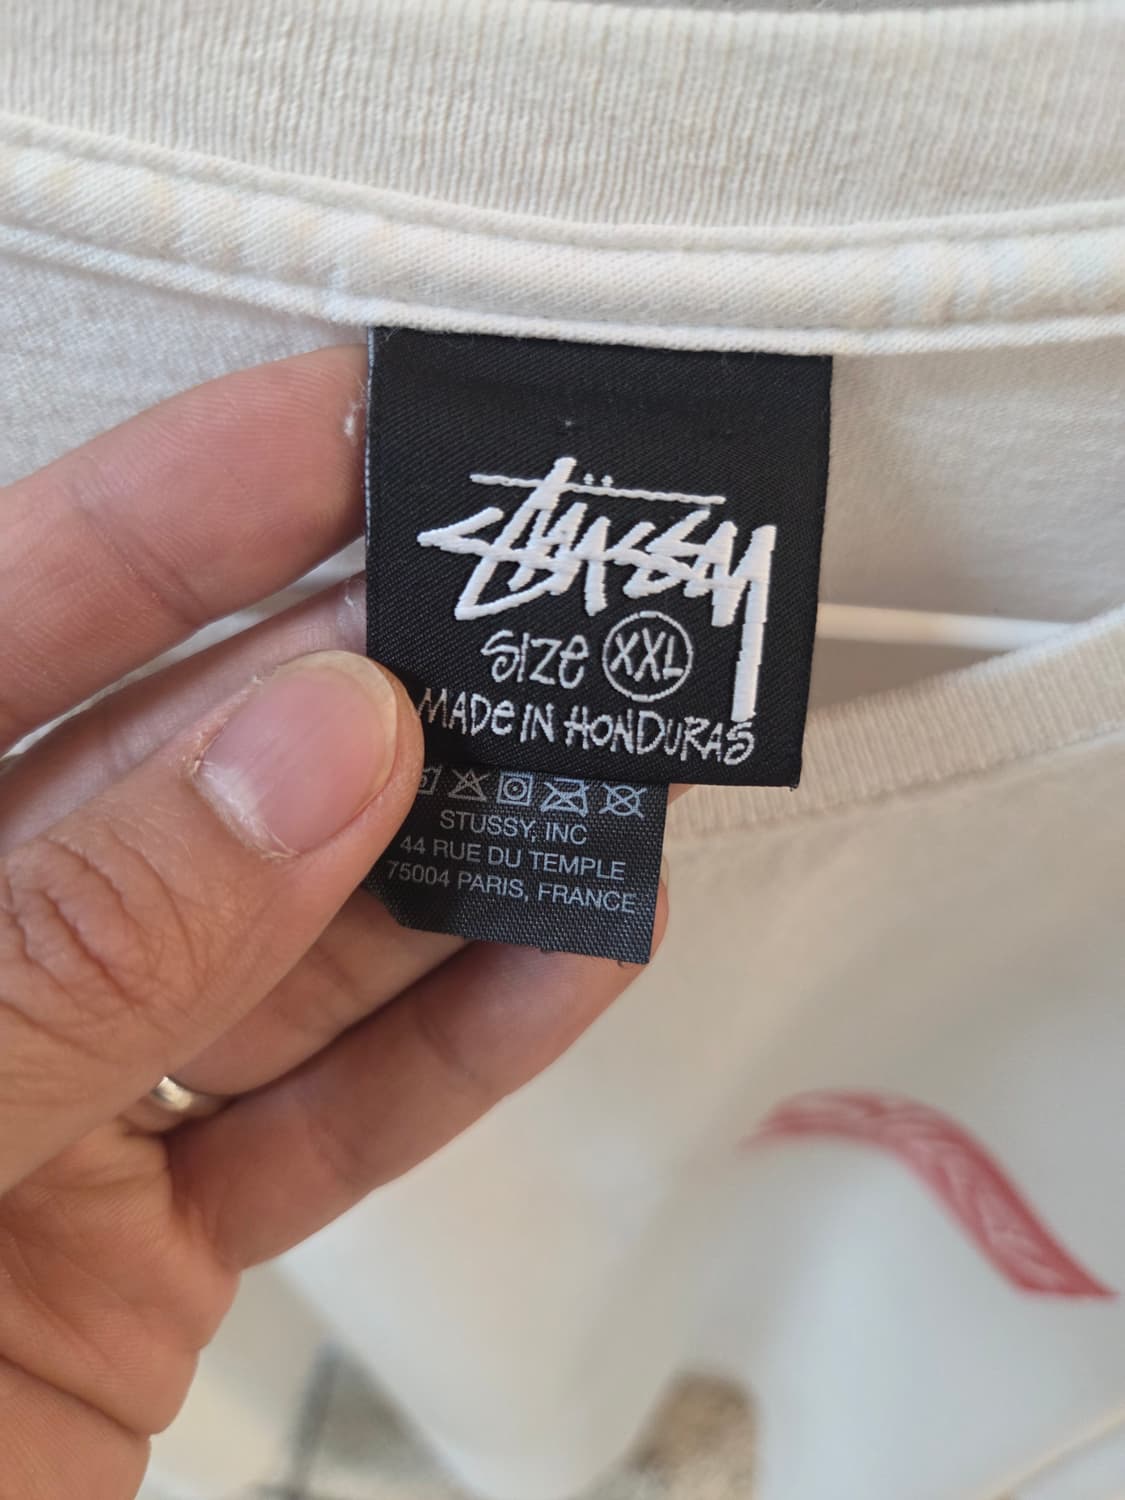 Stüssy
SIZe XXL
MADe IN HONDURAS
STUSSY, INC
44 RUE DU TEMPLE
75004 PARIS, FRANCE